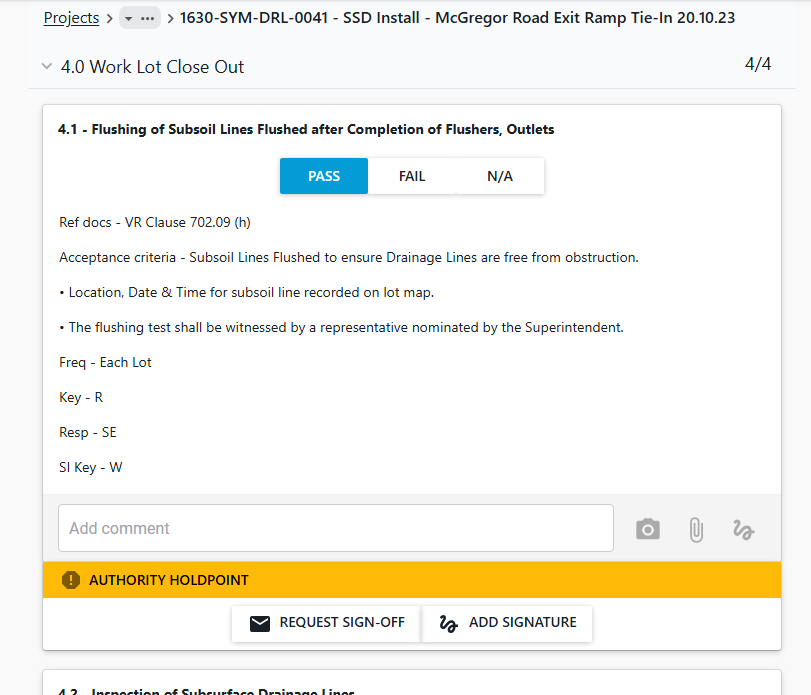 Projects > ... > 1630-SYM-DRL-0041 - SSD Install - McGregor Road Exit Ramp Tie-In 20.10.23
4.0 Work Lot Close Out 4/4
4.1 - Flushing of Subsoil Lines Flushed after Completion of Flushers, Outlets
PASS FAIL N/A
Ref docs - VR Clause 702.09 (h)
Acceptance criteria - Subsoil Lines Flushed to ensure Drainage Lines are free from obstruction.
• Location, Date & Time for subsoil line recorded on lot map.
• The flushing test shall be witnessed by a representative nominated by the Superintendent.
Freq - Each Lot
Key - R
Resp - SE
SI Key - W
Add comment
AUTHORITY HOLDPOINT
REQUEST SIGN-OFF ADD SIGNATURE
4.2 - Inspection of Subsurface Drainage Lines